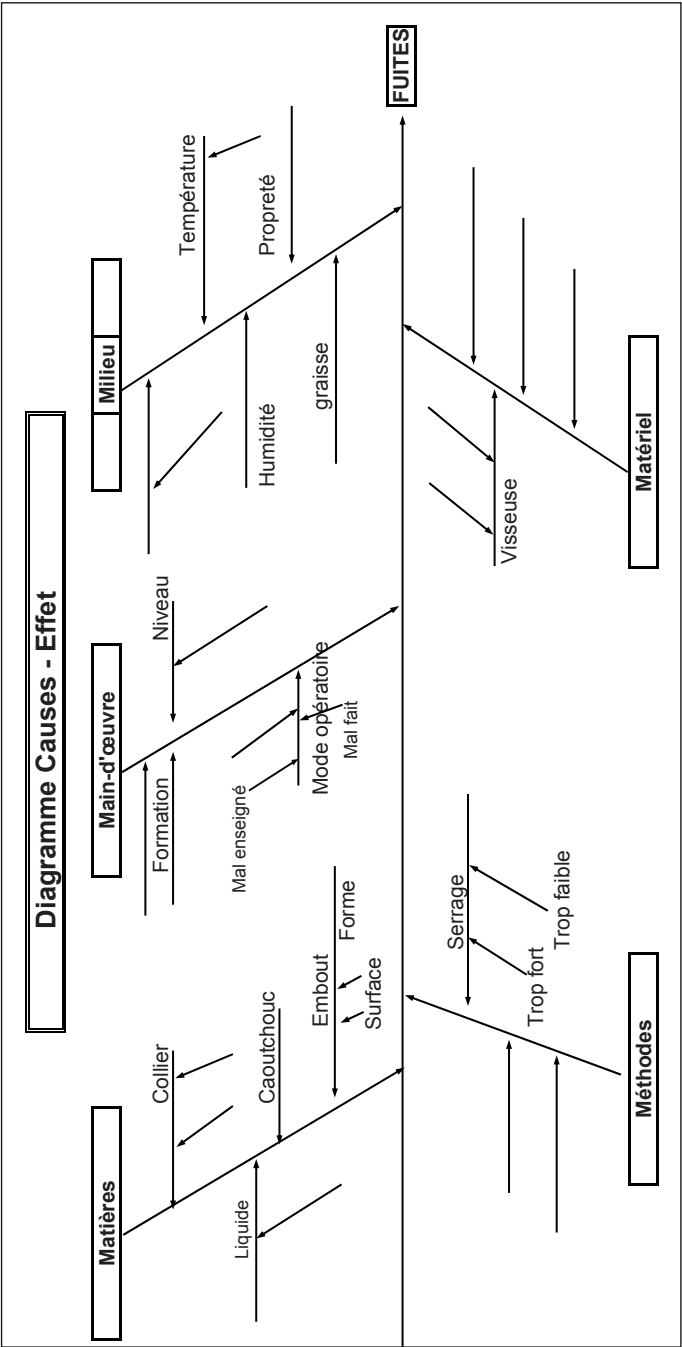 Diagramme Causes - Effet
Matières
Main-d'œuvre
Milieu
Collier
Liquide
Caoutchouc
Embout
Forme
Surface
Formation
Niveau
Mal enseigné
Mode opératoire
Mal fait
Température
Humidité
Propreté
graisse
FUITES
Serrage
Trop fort
Trop faible
Visseuse
Méthodes
Matériel